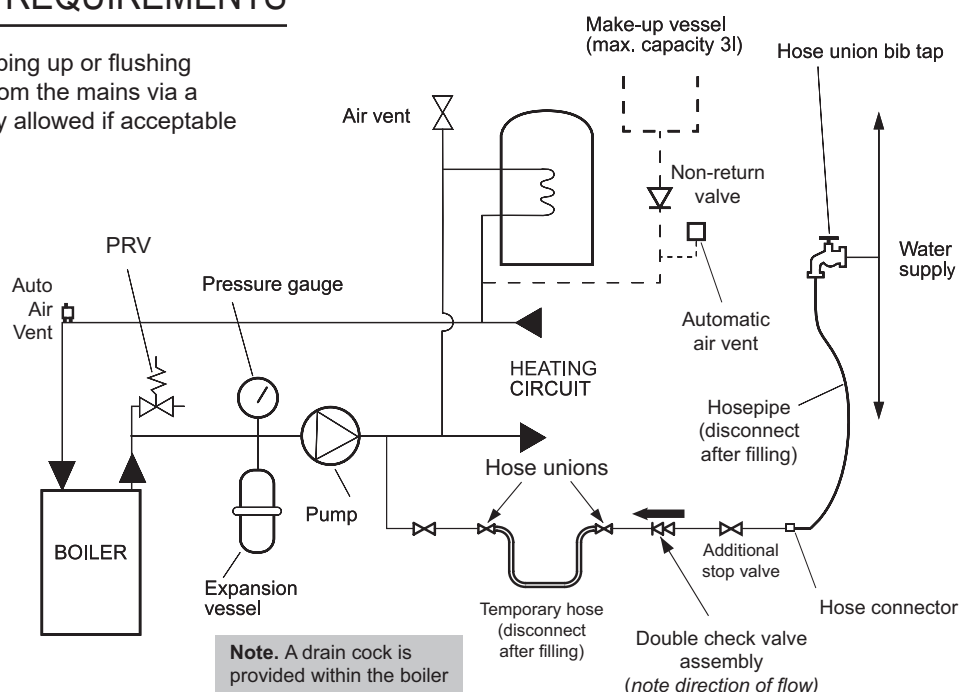 REQUIREMENTS
ping up or flushing
om the mains via a
y allowed if acceptable
Make-up vessel
(max. capacity 3l)
Hose union bib tap
Air vent
Non-return
valve
PRV
Pressure gauge
Water
supply
Auto
Air
Vent
Automatic
air vent
HEATING
CIRCUIT
Hosepipe
(disconnect
after filling)
Hose unions
Pump
BOILER
Additional
stop valve
Expansion
vessel
Temporary hose
(disconnect
after filling)
Hose connector
Double check valve
assembly
(note direction of flow)
Note. A drain cock is
provided within the boiler